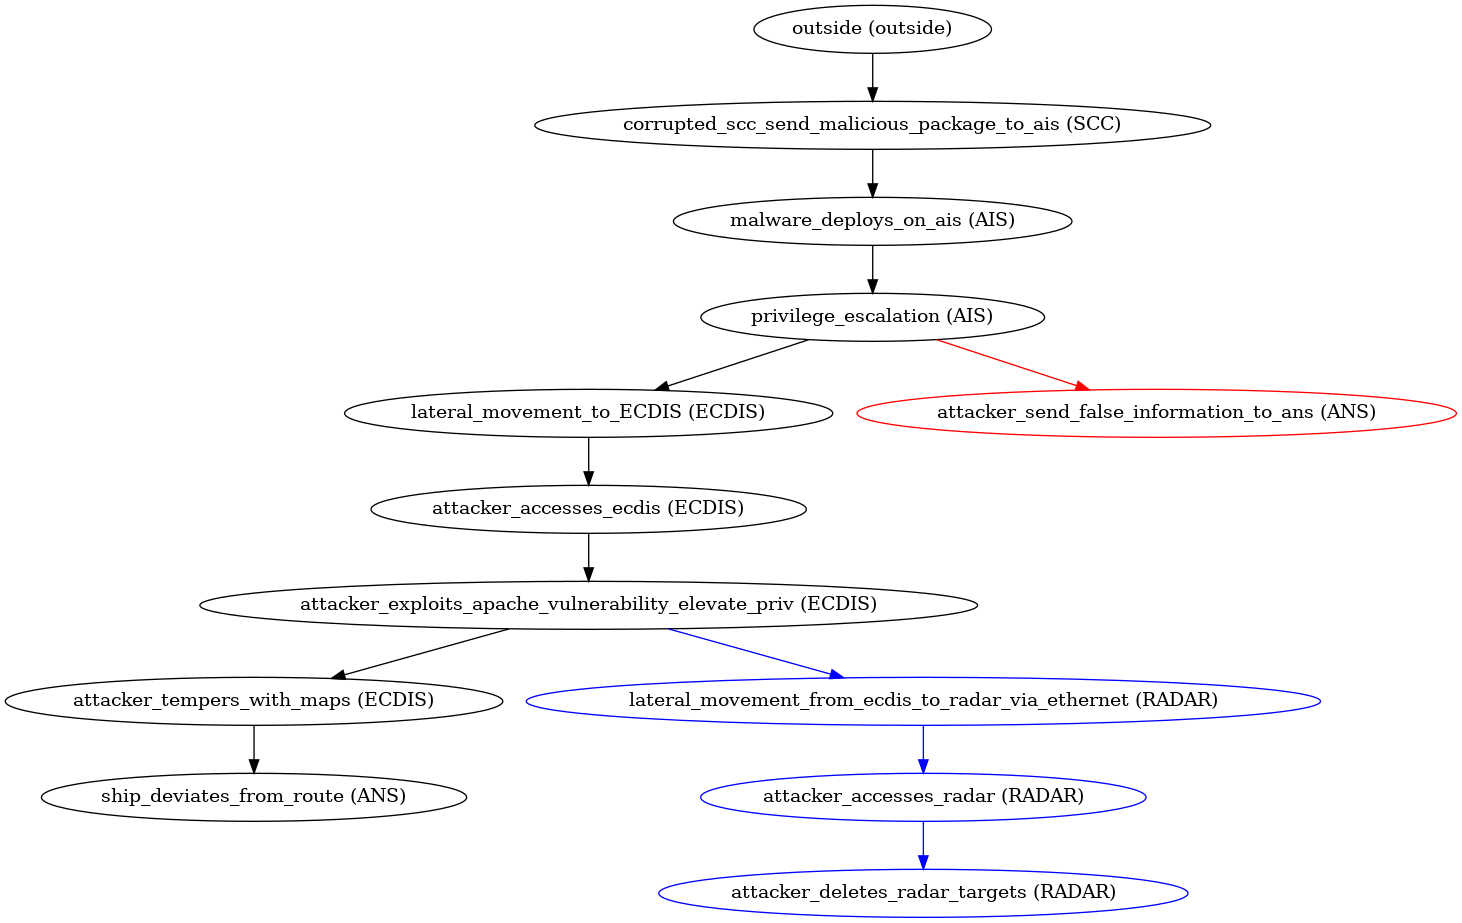 outside (outside)
corrupted_scc_send_malicious_package_to_ais (SCC)
malware_deploys_on_ais (AIS)
privilege_escalation (AIS)
lateral_movement_to_ECDIS (ECDIS)
attacker_send_false_information_to_ans (ANS)
attacker_accesses_ecdis (ECDIS)
attacker_exploits_apache_vulnerability_elevate_priv (ECDIS)
attacker_tempers_with_maps (ECDIS)
lateral_movement_from_ecdis_to_radar_via_ethernet (RADAR)
ship_deviates_from_route (ANS)
attacker_accesses_radar (RADAR)
attacker_deletes_radar_targets (RADAR)